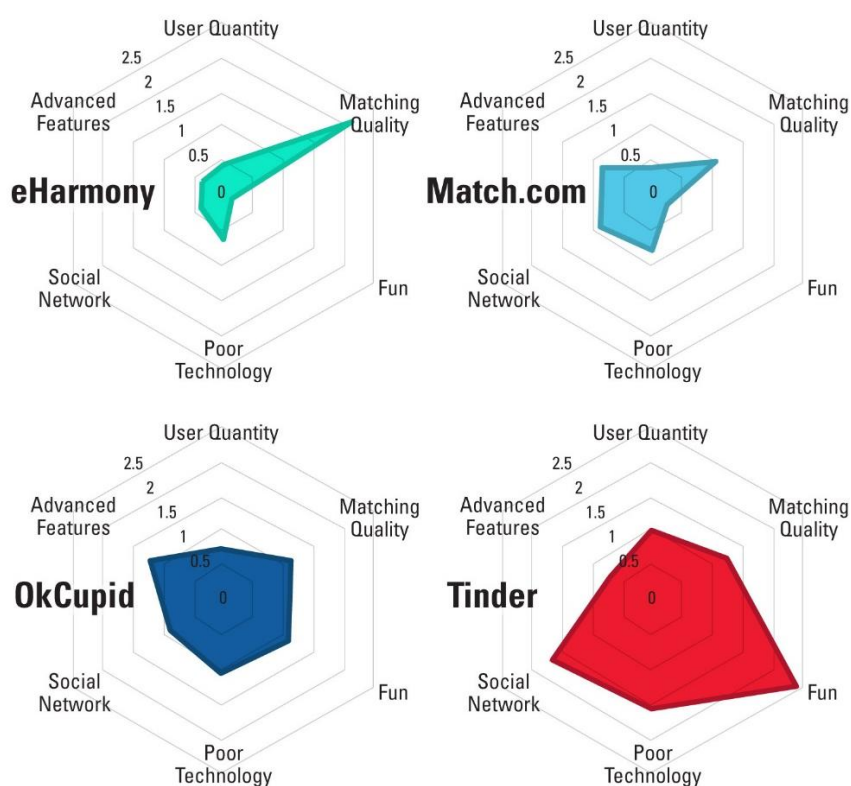 User Quantity
2.5
2
1.5
1
0.5
0
Advanced
Features
Matching
Quality
eHarmony
Social
Network
Fun
Poor
Technology
User Quantity
2.5
2
1.5
1
0.5
0
Advanced
Features
Matching
Quality
Match.com
Social
Network
Fun
Poor
Technology
User Quantity
2.5
2
1.5
1
0.5
0
Advanced
Features
Matching
Quality
OkCupid
Social
Network
Fun
Poor
Technology
User Quantity
2.5
2
1.5
1
0.5
0
Advanced
Features
Matching
Quality
Tinder
Social
Network
Fun
Poor
Technology